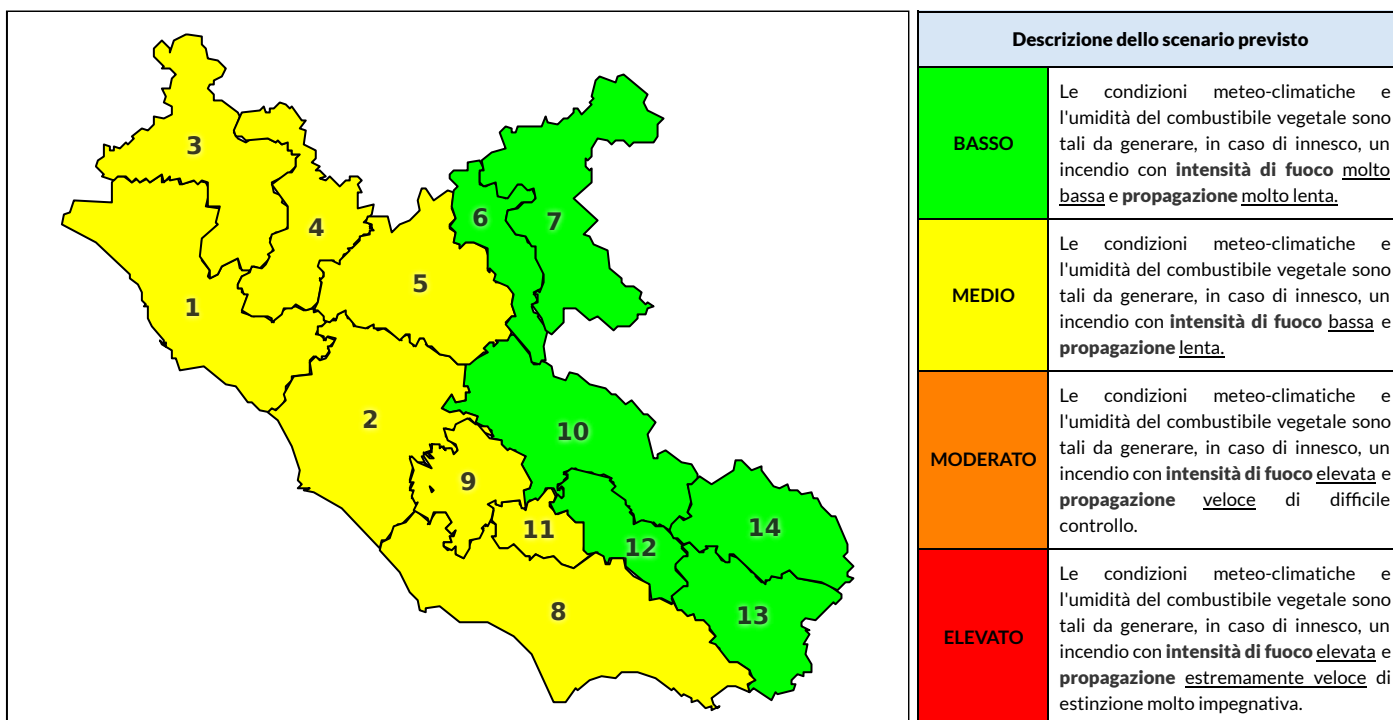 3
4
6
7
5
1
2
10
9
11
12
14
8
13
Descrizione dello scenario previsto
BASSO
Le condizioni meteo-climatiche e
l'umidità del combustibile vegetale sono
tali da generare, in caso di innesco, un
incendio con intensità di fuoco molto
bassa e propagazione molto lenta.
MEDIO
Le condizioni meteo-climatiche e
l'umidità del combustibile vegetale sono
tali da generare, in caso di innesco, un
incendio con intensità di fuoco bassa e
propagazione lenta.
MODERATO
Le condizioni meteo-climatiche e
l'umidità del combustibile vegetale sono
tali da generare, in caso di innesco, un
incendio con intensità di fuoco elevata e
propagazione veloce di difficile
controllo.
ELEVATO
Le condizioni meteo-climatiche e
l'umidità del combustibile vegetale sono
tali da generare, in caso di innesco, un
incendio con intensità di fuoco elevata e
propagazione estremamente veloce di
estinzione molto impegnativa.